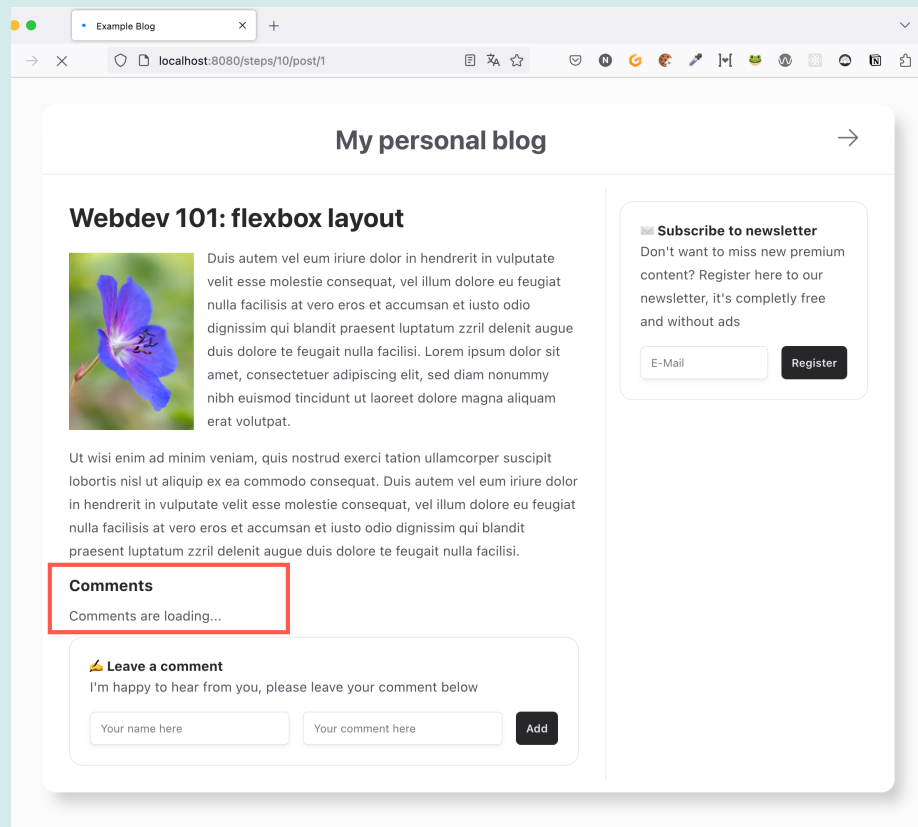 Example Blog
localhost:8080/steps/10/post/1
My personal blog
Webdev 101: flexbox layout
Duis autem vel eum iriure dolor in hendrerit in vulputate
velit esse molestie consequat, vel illum dolore eu feugiat
nulla facilisis at vero eros et accumsan et iusto odio
dignissim qui blandit praesent luptatum zzril delenit augue
duis dolore te feugait nulla facilisi. Lorem ipsum dolor sit
amet, consectetuer adipiscing elit, sed diam nonummy
nibh euismod tincidunt ut laoreet dolore magna aliquam
erat volutpat.
Ut wisi enim ad minim veniam, quis nostrud exerci tation ullamcorper suscipit
lobortis nisl ut aliquip ex ea commodo consequat. Duis autem vel eum iriure dolor
in hendrerit in vulputate velit esse molestie consequat, vel illum dolore eu feugiat
nulla facilisis at vero eros et accumsan et iusto odio dignissim qui blandit
praesent luptatum zzril delenit augue duis dolore te feugait nulla facilisi.
Comments
Comments are loading...
✍️ Leave a comment
I'm happy to hear from you, please leave your comment below
Your name here
Your comment here
Add
✉️ Subscribe to newsletter
Don't want to miss new premium
content? Register here to our
newsletter, it's completly free
and without ads
E-Mail
Register